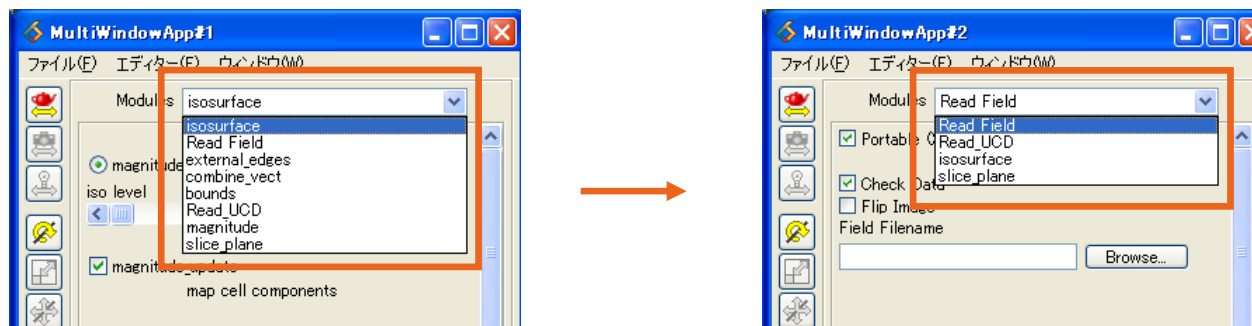 MultiWindowApp#1
ファイル(F) エディター(E) ウィンドウ(W)
Modules isosurface
isosurface
Read Field
external_edges
combine_vect
bounds
Read_UCD
magnitude
slice_plane
magnitude
iso level
magnitude_update
map cell components
MultiWindowApp#2
ファイル(F) エディター(E) ウィンドウ(W)
Modules Read Field
Read Field
Read_UCD
isosurface
slice_plane
Portable
Check Data
Flip Image
Field Filename
Browse...